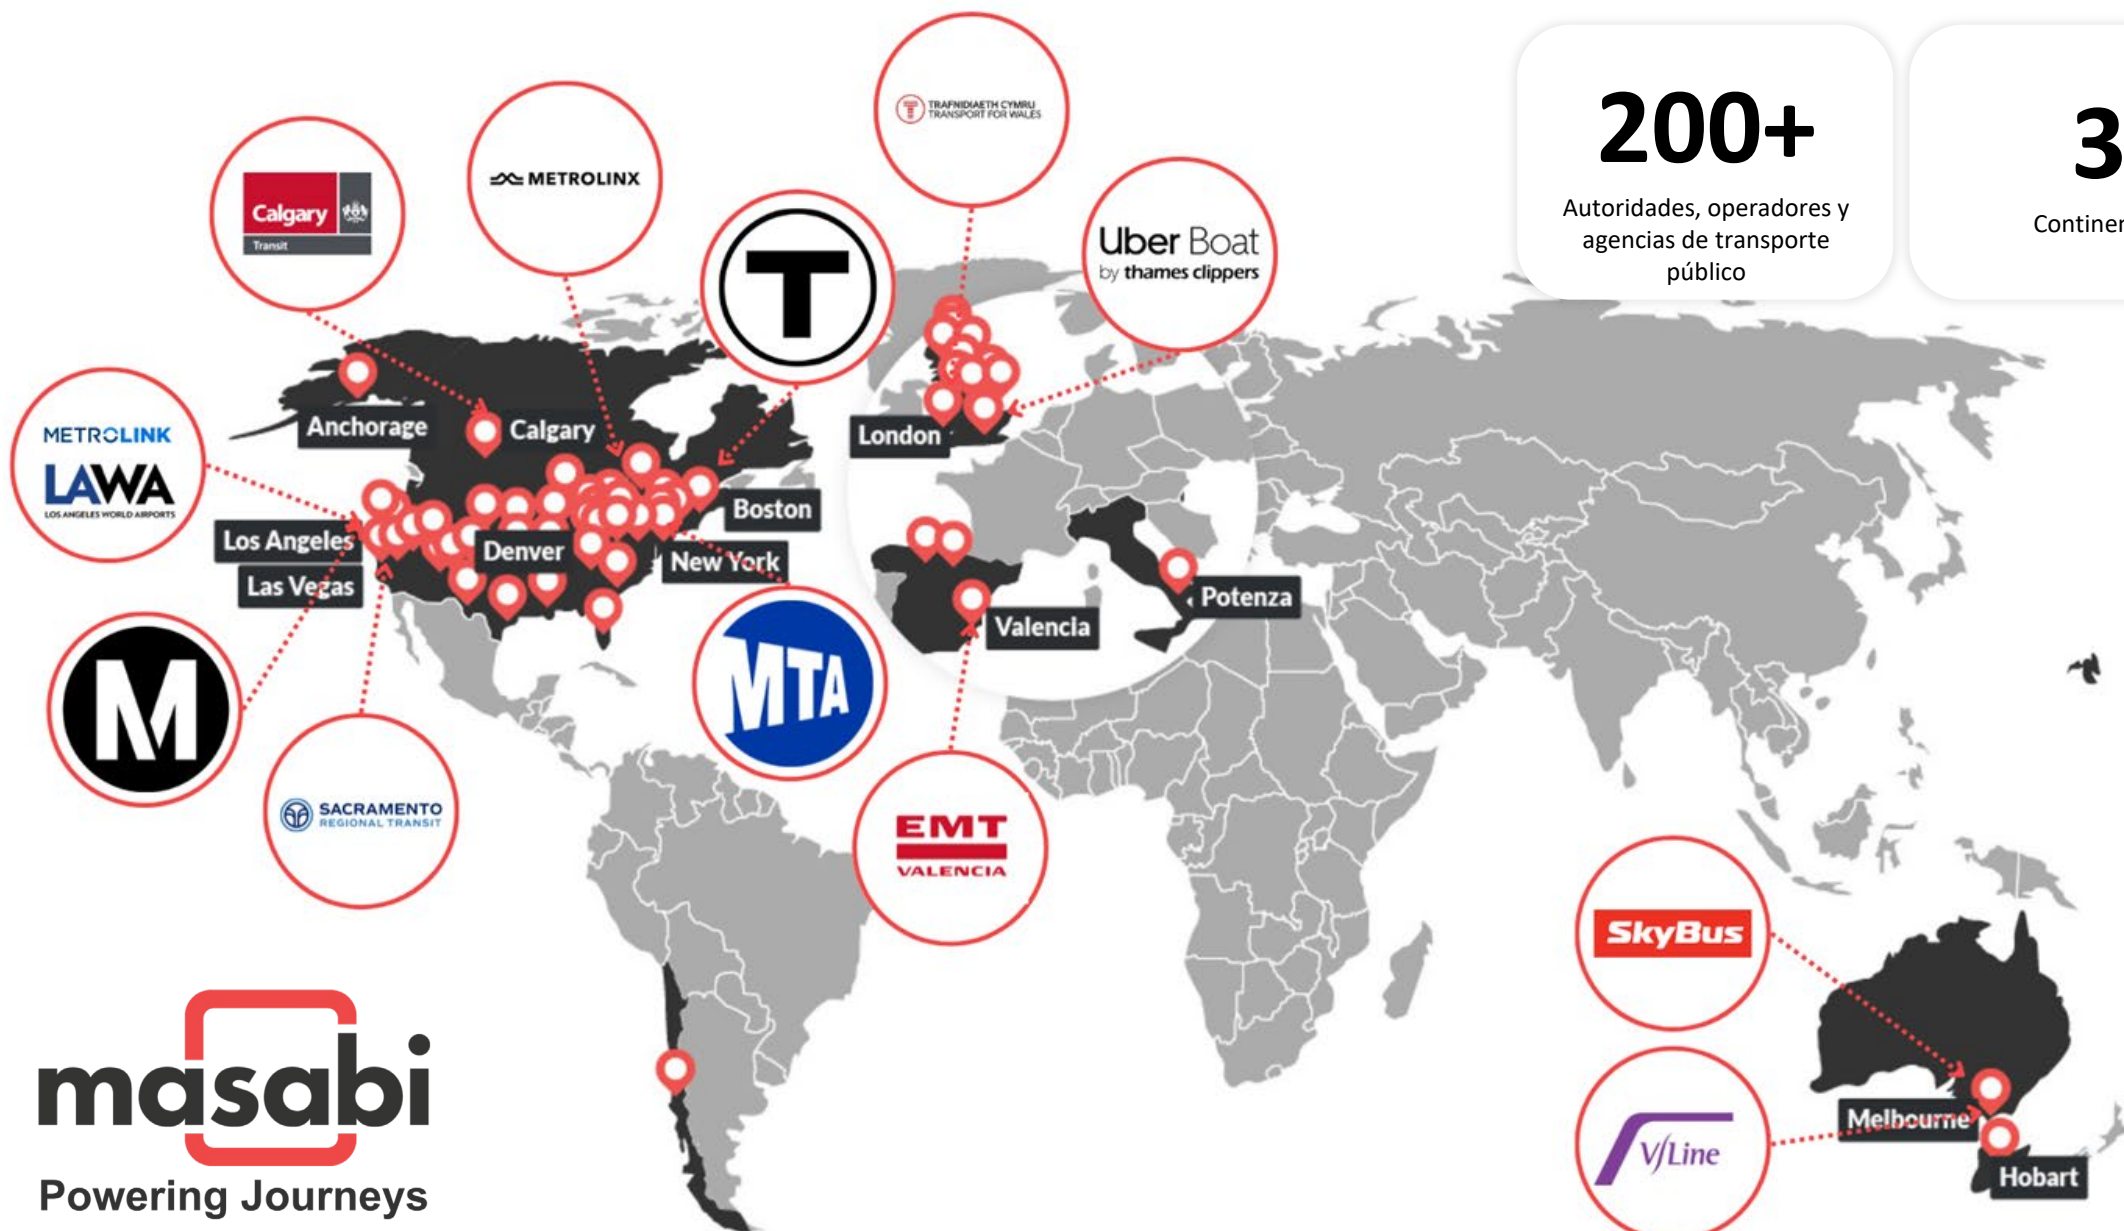 TRAFNIDIAETH CYMRU
TRANSPORT FOR WALES
200+
Autoridades, operadores y
agencias de transporte
público
3
Calgary
Transit
METROLINX
T
Uber Boat
by thames clippers
METROLINK
LAWA
LOS ANGELES WORLD AIRPORTS
Anchorage
Calgary
London
Boston
Los Angeles
Denver
New York
Las Vegas
Potenza
Valencia
M
MTA
SACRAMENTO
REGIONAL TRANSIT
EMT
VALENCIA
SkyBus
masabi
Powering Journeys
Melbourne
V/Line
Hobart